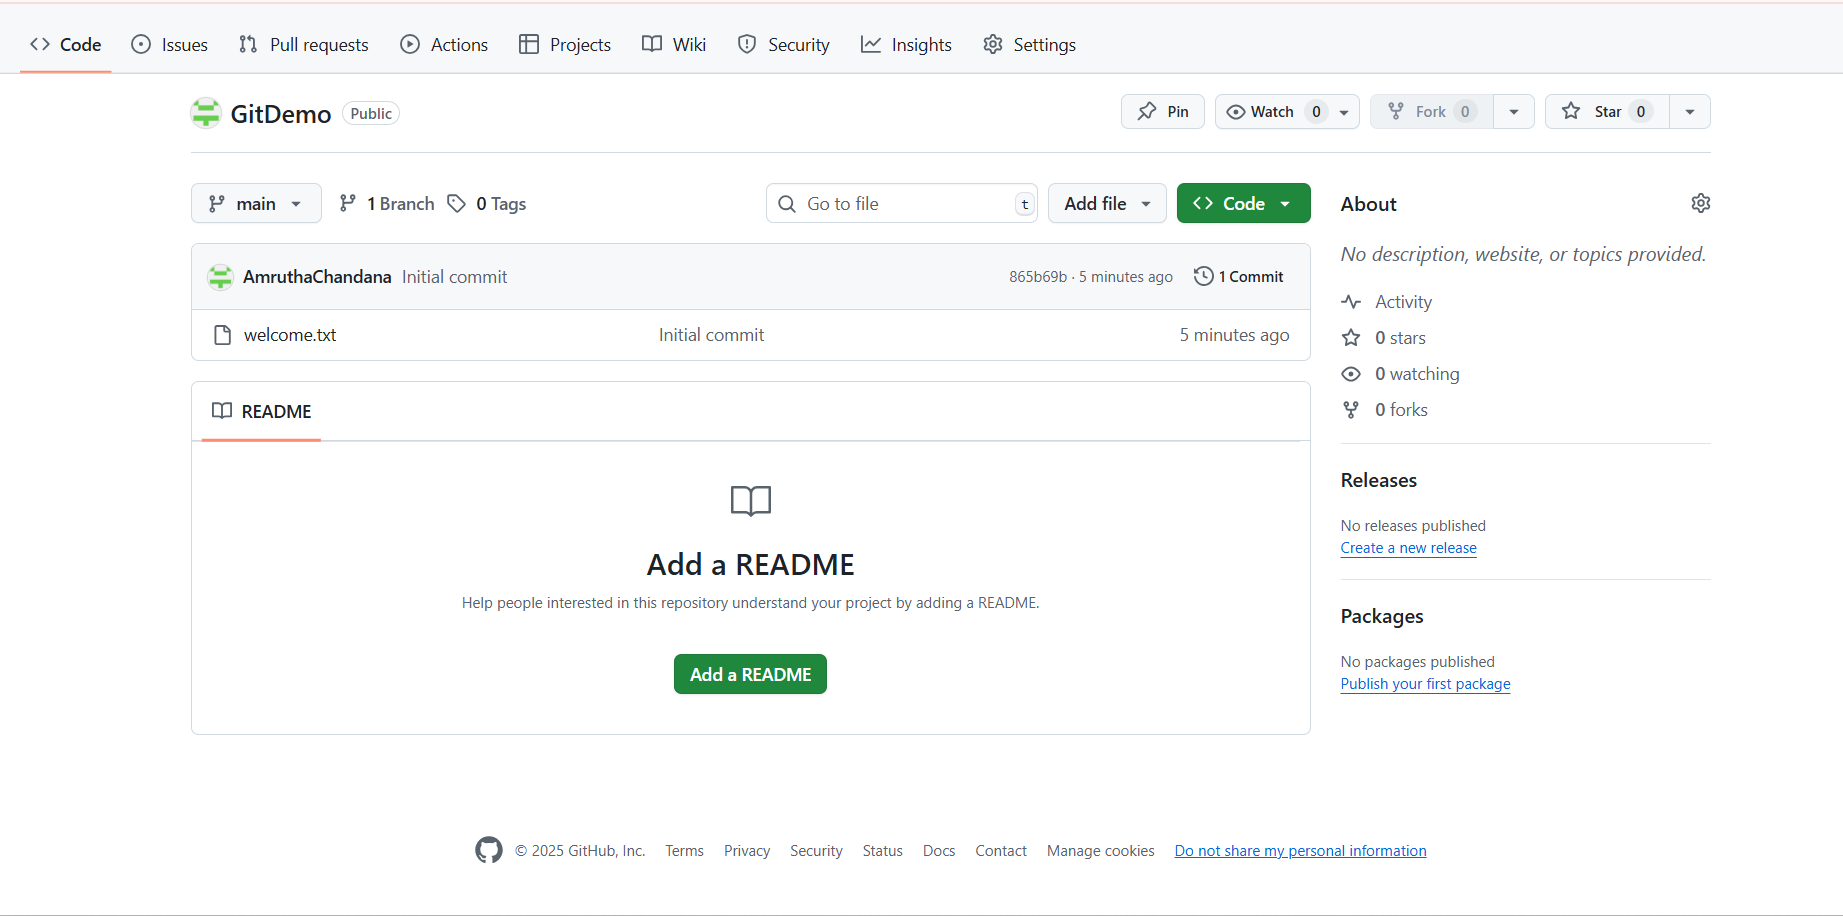 Code Issues Pull requests Actions Projects Wiki Security Insights Settings
GitDemo Public Pin Watch 0 Fork 0 Star 0
main 1 Branch 0 Tags Go to file t Add file Code
AmruthaChandana Initial commit 865b69b · 5 minutes ago 1 Commit
welcome.txt Initial commit 5 minutes ago
README
Add a README
Help people interested in this repository understand your project by adding a README.
Add a README
About
No description, website, or topics provided.
Activity
0 stars
0 watching
0 forks
Releases
No releases published
Create a new release
Packages
No packages published
Publish your first package
© 2025 GitHub, Inc. Terms Privacy Security Status Docs Contact Manage cookies Do not share my personal information